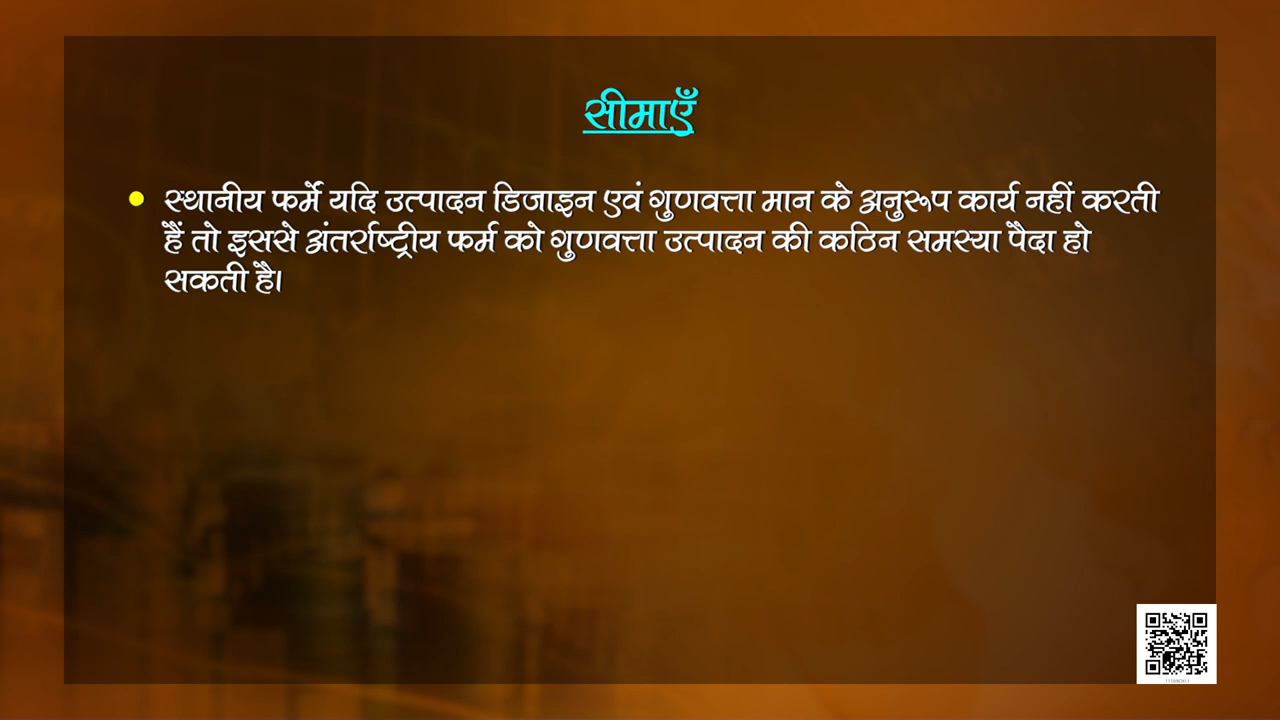 सीमाएँ
• स्थानीय फर्में यदि उत्पादन डिजाइन एवं गुणवत्ता मान के अनुरूप कार्य नहीं करती
हैं तो इससे अंतर्राष्ट्रीय फर्म को गुणवत्ता उत्पादन की कठिन समस्या पैदा हो
सकती है।